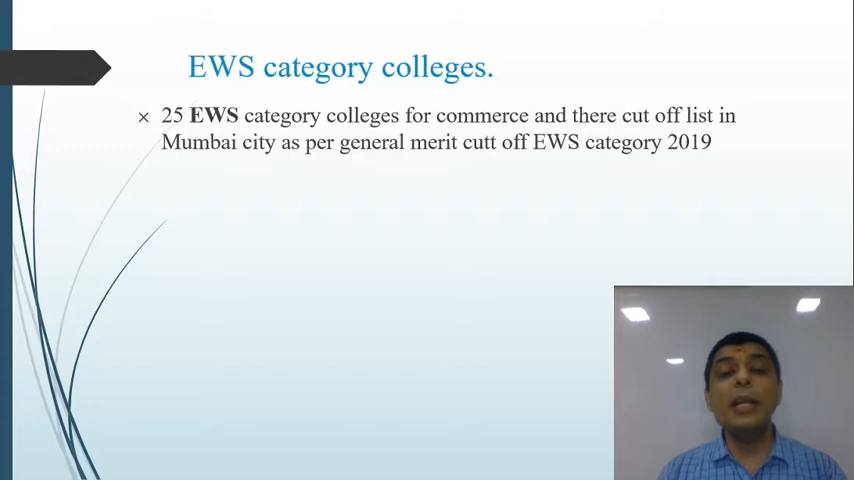 EWS category colleges.
25 EWS category colleges for commerce and there cut off list in
Mumbai city as per general merit cutt off EWS category 2019